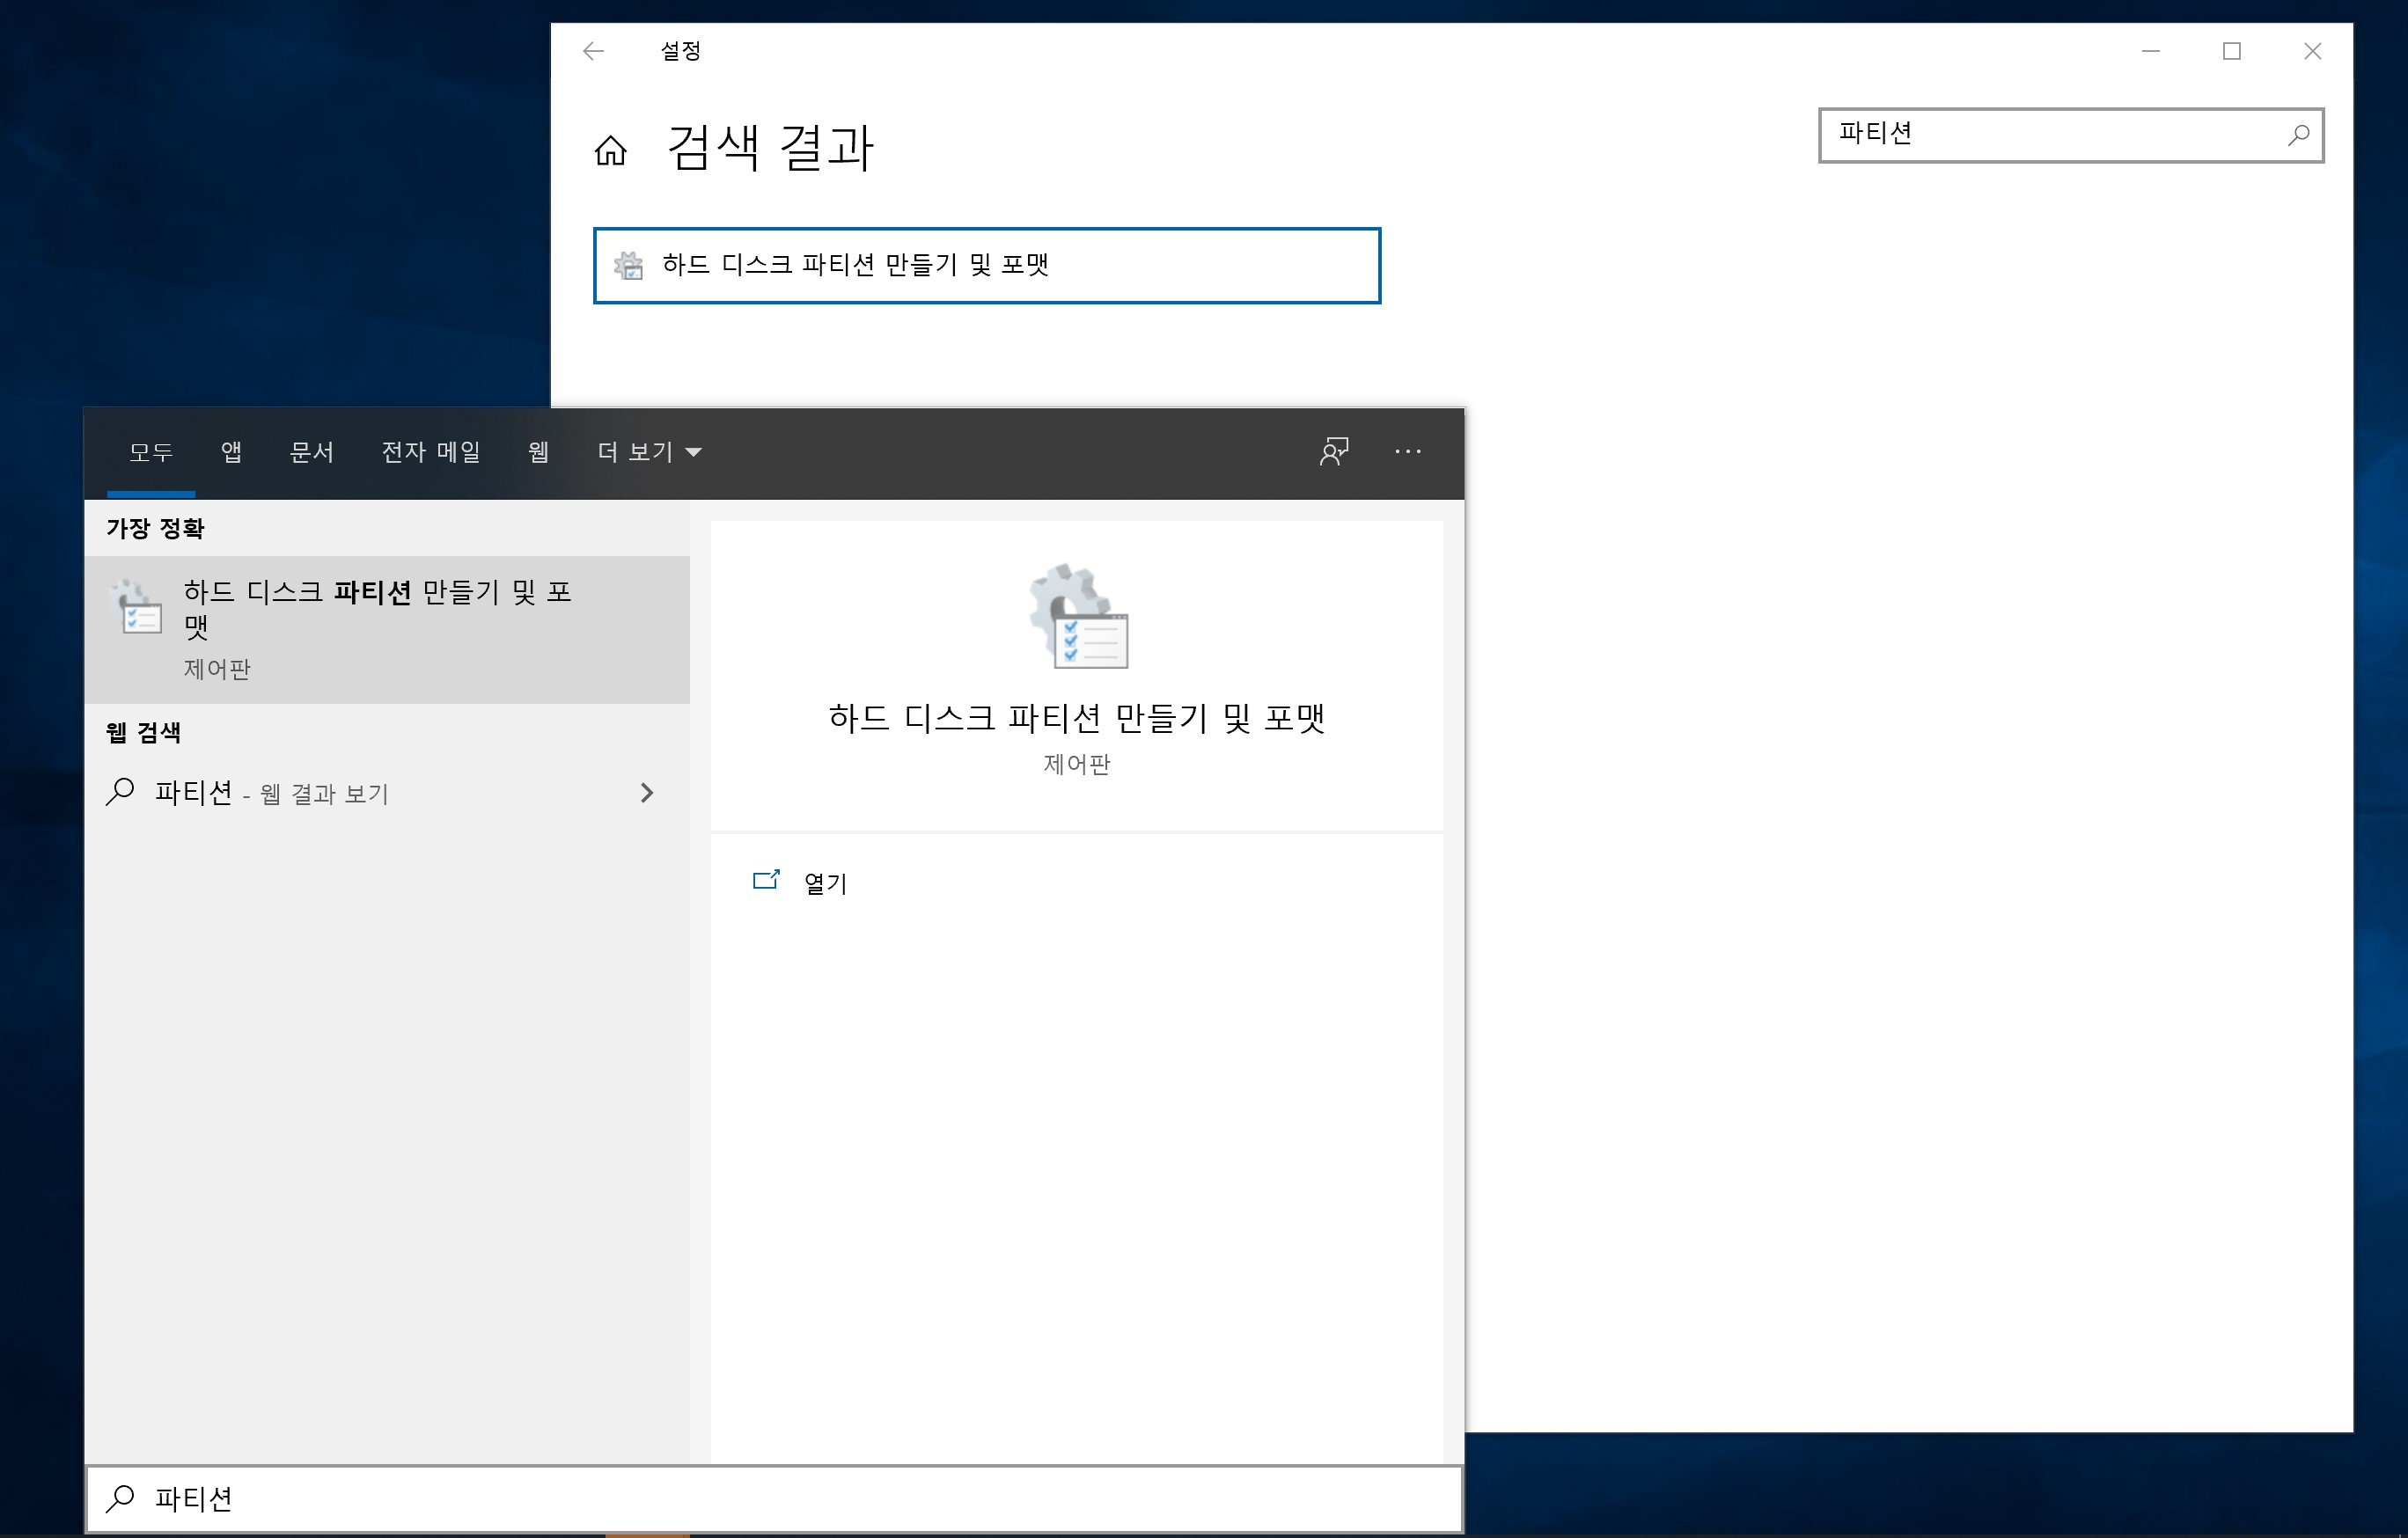 설정
검색 결과
파티션
하드 디스크 파티션 만들기 및 포맷
모두 앱 문서 전자 메일 웹 더 보기
가장 정확
하드 디스크 파티션 만들기 및 포
맷
제어판
웹 검색
파티션 - 웹 결과 보기
하드 디스크 파티션 만들기 및 포맷
제어판
열기
파티션